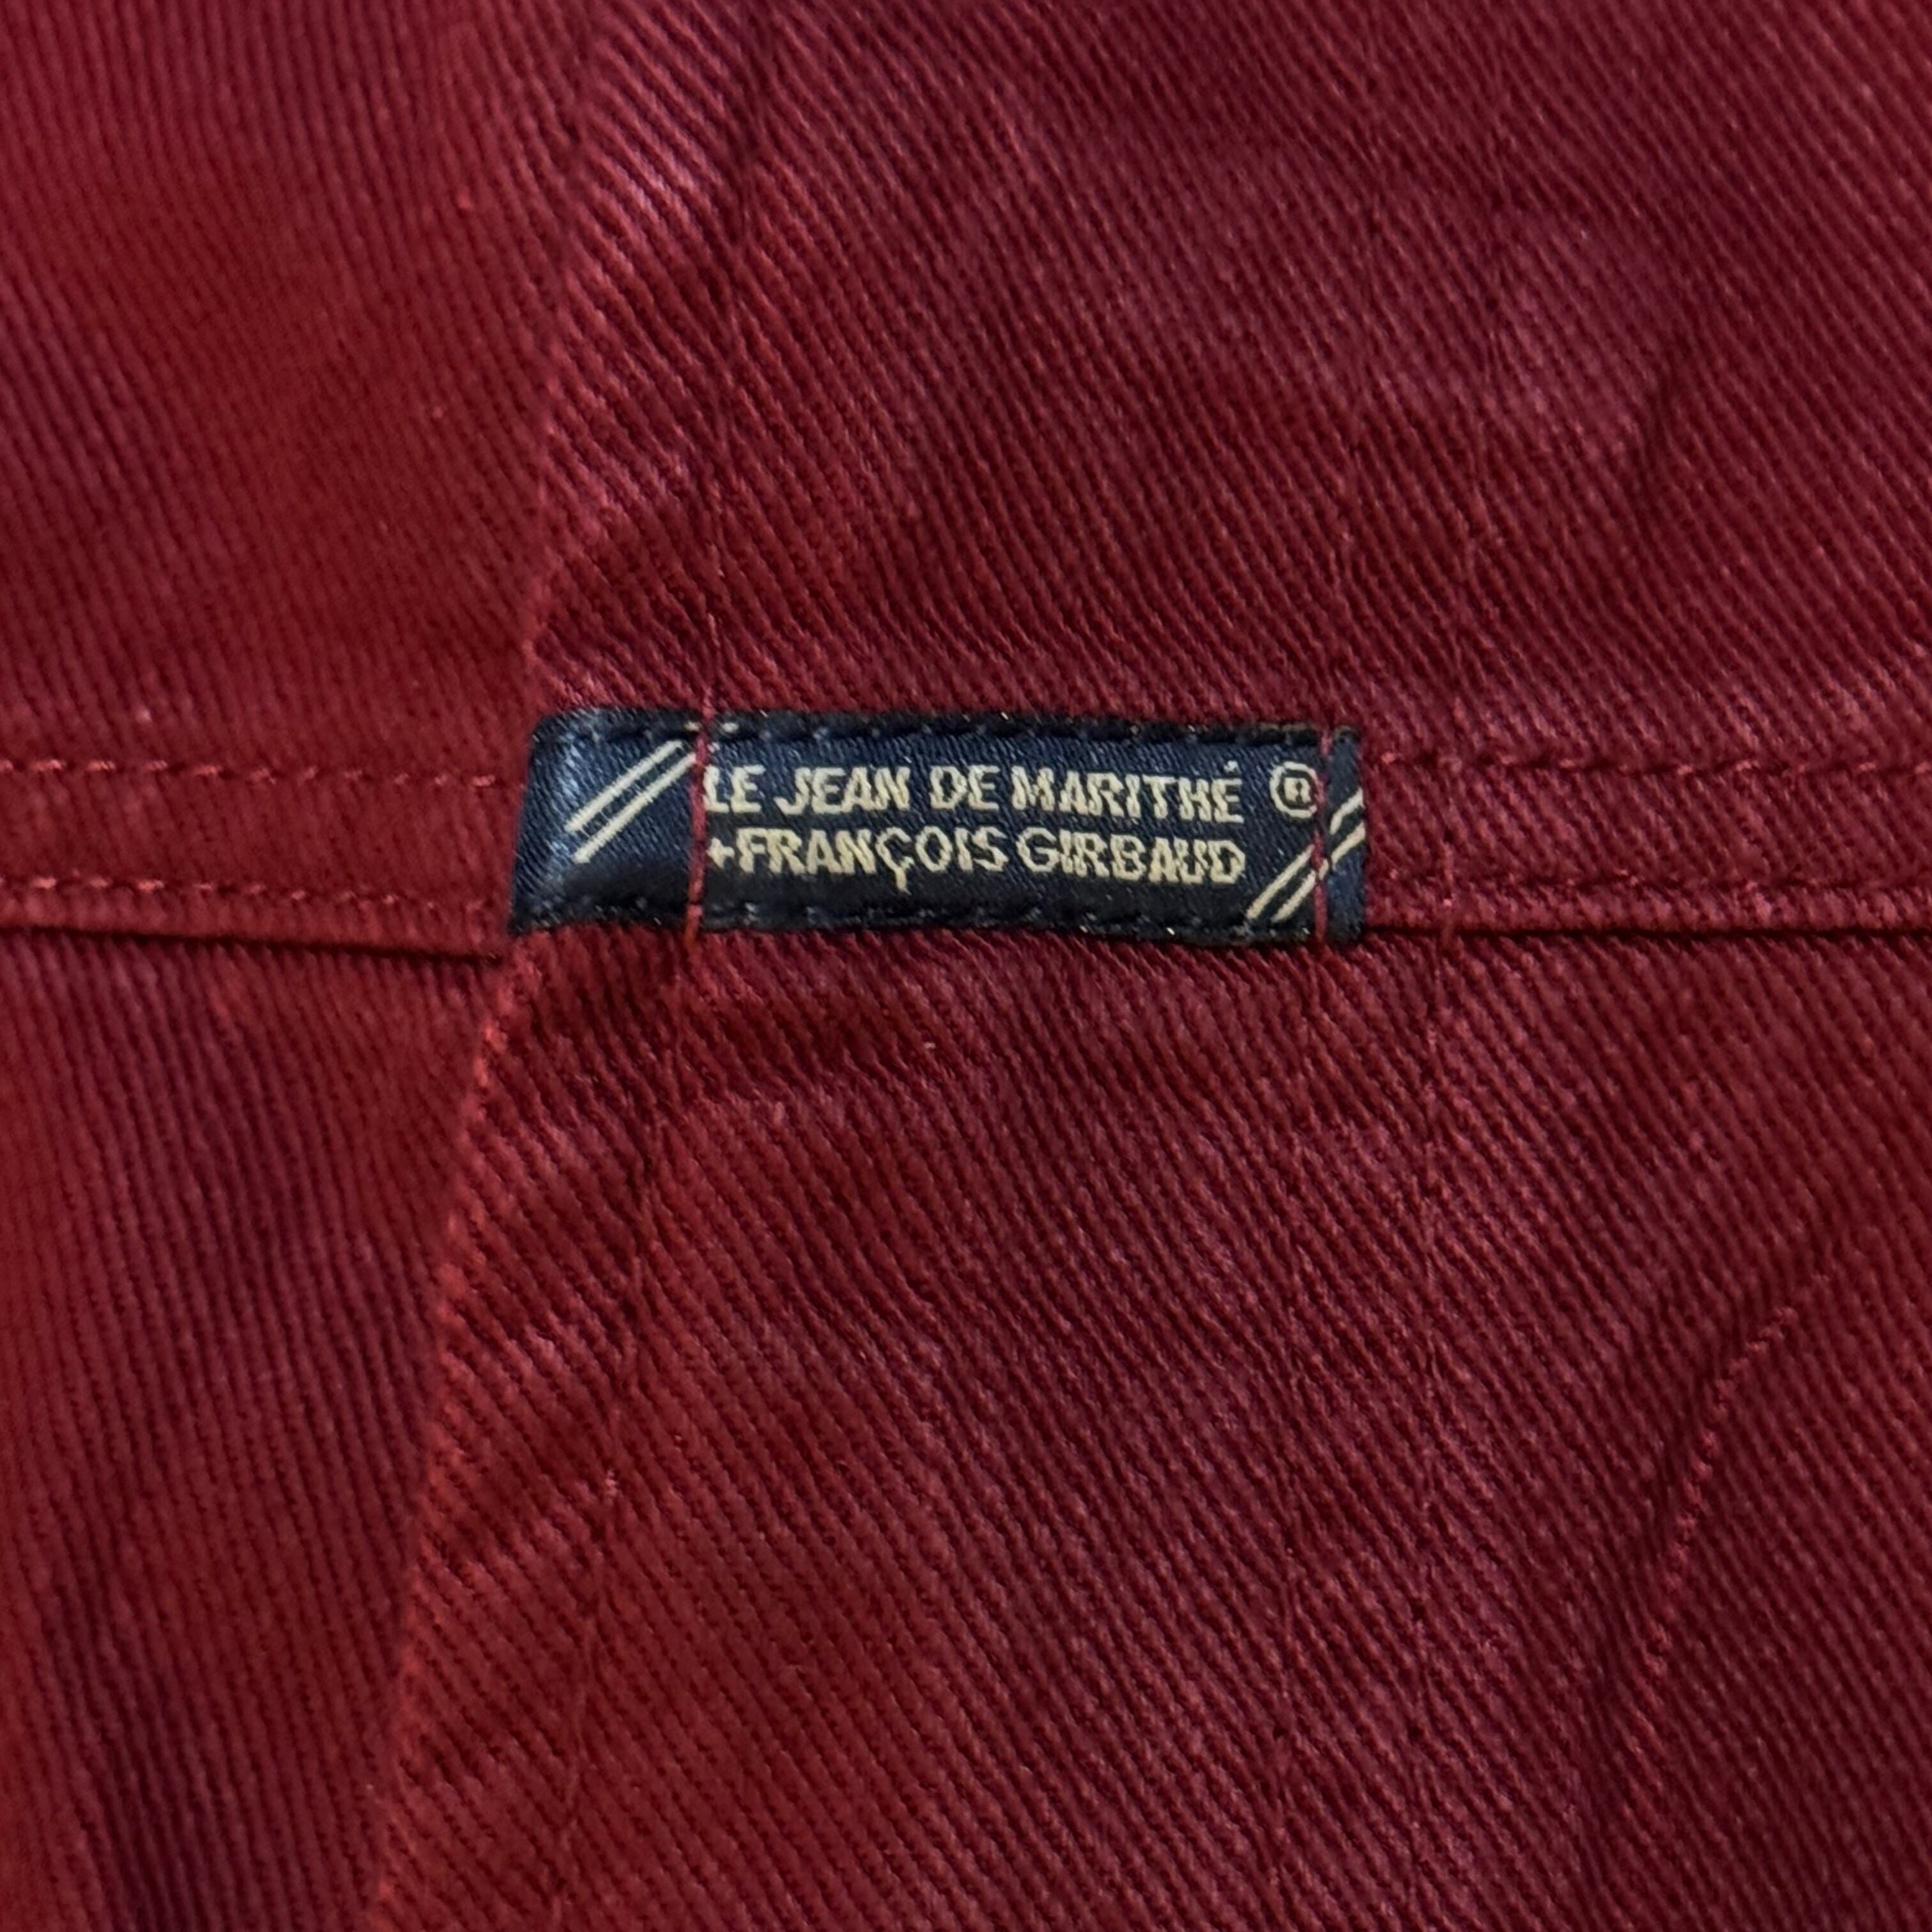 LE JEAN DE MARITHÉ ®
+FRANÇOIS GIRBAUD